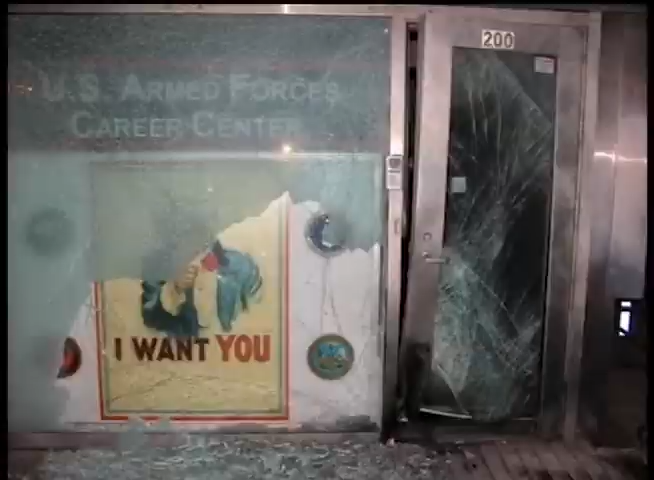 200
U.S. ARMED FORCES
CAREER CENTER
I WANT YOU